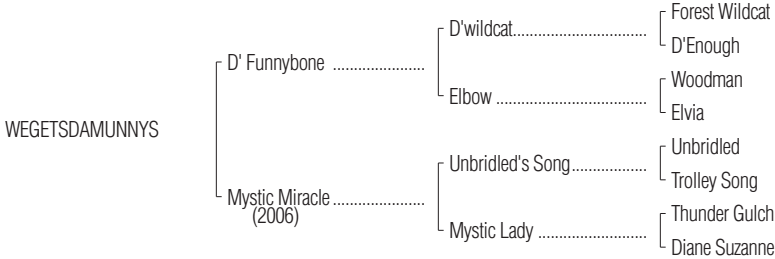 Forest Wildcat
D'wildcat..............................
D'Enough
D' Funnybone .....................
Woodman
Elbow ..................................
Elvia
WEGETSDAMUNNYS
Unbridled
Unbridled's Song.................
Trolley Song
Mystic Miracle .....................
(2006)
Thunder Gulch
Mystic Lady ........................
Diane Suzanne